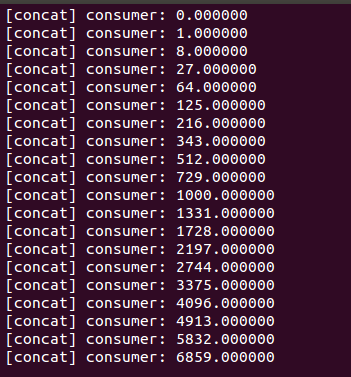 [concat] consumer: 0.000000
[concat] consumer: 1.000000
[concat] consumer: 8.000000
[concat] consumer: 27.000000
[concat] consumer: 64.000000
[concat] consumer: 125.000000
[concat] consumer: 216.000000
[concat] consumer: 343.000000
[concat] consumer: 512.000000
[concat] consumer: 729.000000
[concat] consumer: 1000.000000
[concat] consumer: 1331.000000
[concat] consumer: 1728.000000
[concat] consumer: 2197.000000
[concat] consumer: 2744.000000
[concat] consumer: 3375.000000
[concat] consumer: 4096.000000
[concat] consumer: 4913.000000
[concat] consumer: 5832.000000
[concat] consumer: 6859.000000